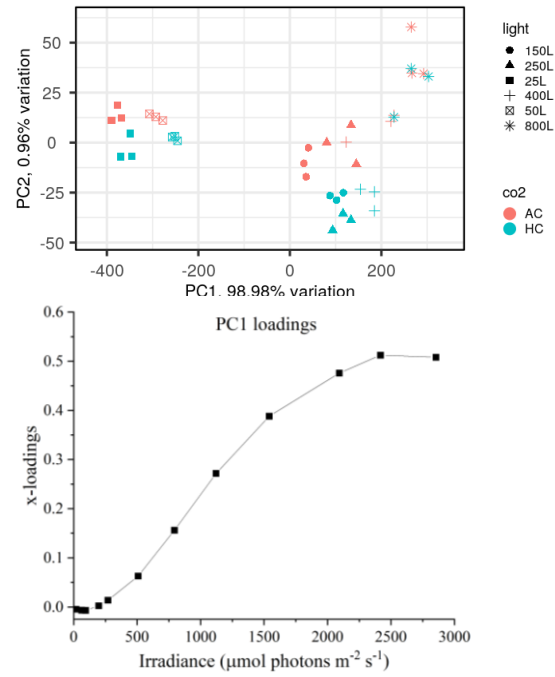 50
25
0
-25
-50
PC2, 0.96% variation
-400
-200
0
200
PC1, 98.98% variation
light
150L
250L
25L
400L
50L
800L
co2
AC
HC
PC1 loadings
0.6
0.5
0.4
0.3
0.2
0.1
0.0
x-loadings
0
500
1000
1500
2000
2500
3000
Irradiance (μmol photons m⁻² s⁻¹)